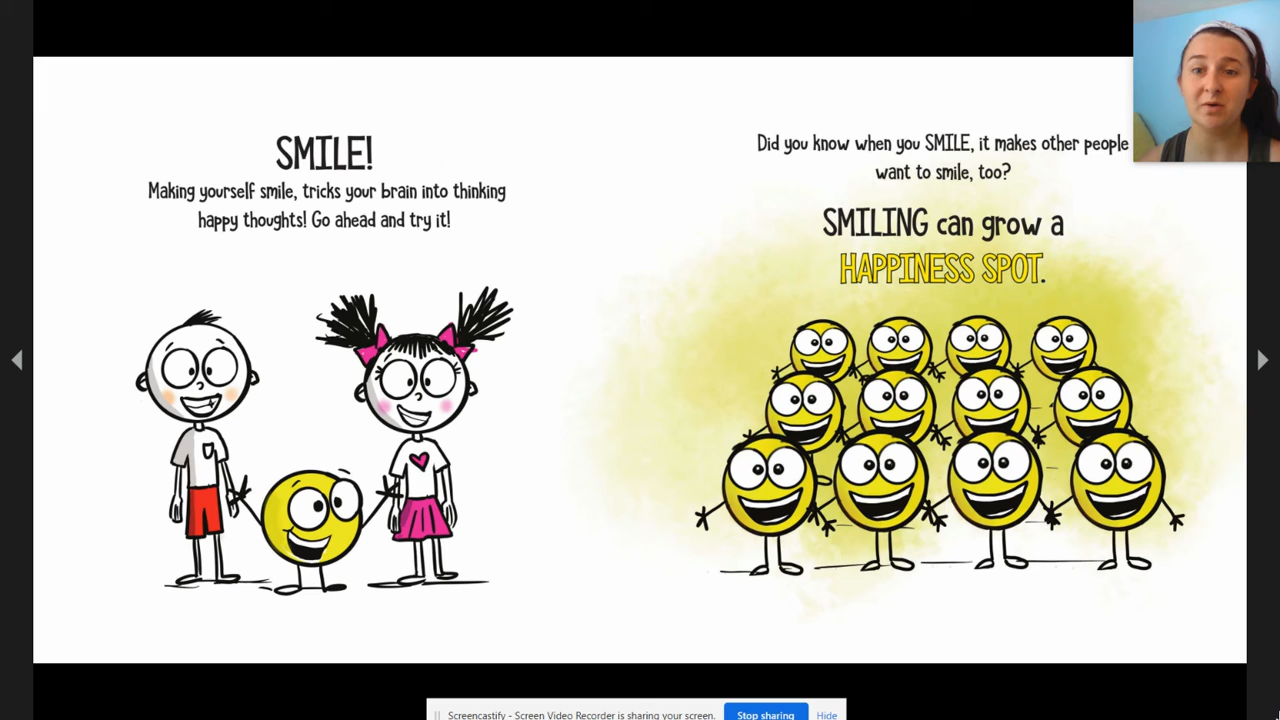 SMILE!
Making yourself smile, tricks your brain into thinking
happy thoughts! Go ahead and try it!
Did you know when you SMILE, it makes other people
want to smile, too?
SMILING can grow a
HAPPINESS SPOT.
Screencastify - Screen Video Recorder is sharing your screen.
Stop sharing
Hide